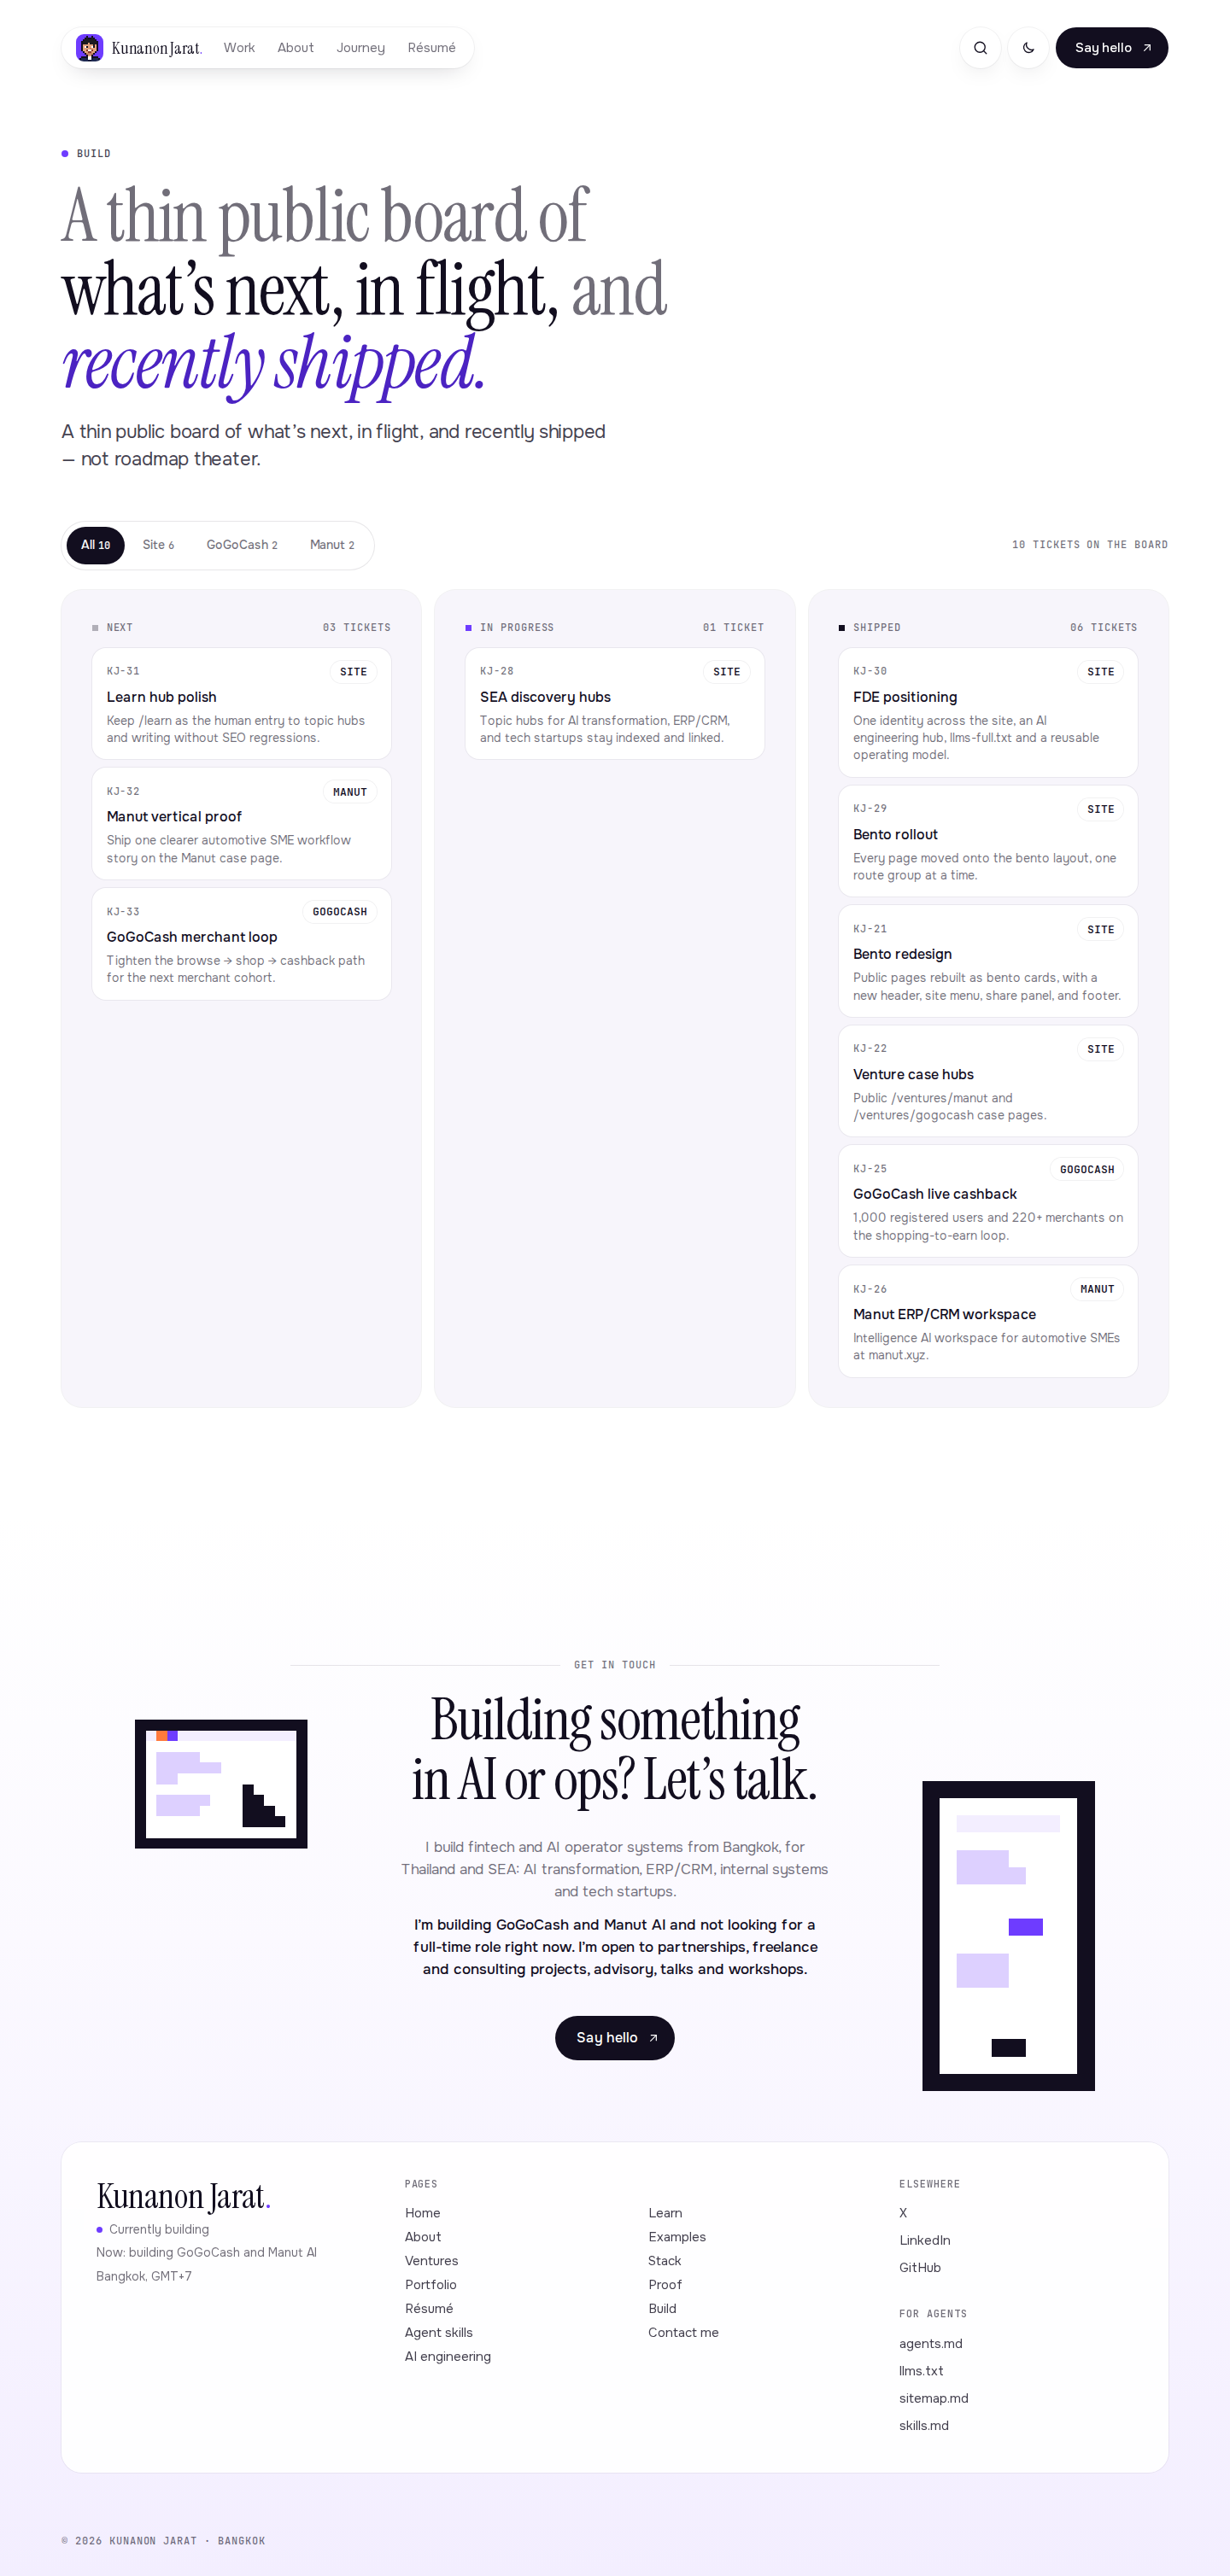 Kunanon Jarat.
Work
About
Journey
Résumé
Say hello
BUILD
A thin public board of
what’s next, in flight, and
recently shipped.
A thin public board of what’s next, in flight, and recently shipped
— not roadmap theater.
All 10
Site 6
GoGoCash 2
Manut 2
10 TICKETS ON THE BOARD
NEXT
03 TICKETS
KJ-31
SITE
Learn hub polish
Keep /learn as the human entry to topic hubs
and writing without SEO regressions.
KJ-32
MANUT
Manut vertical proof
Ship one clearer automotive SME workflow
story on the Manut case page.
KJ-33
GOGOCASH
GoGoCash merchant loop
Tighten the browse → shop → cashback path
for the next merchant cohort.
IN PROGRESS
01 TICKET
KJ-28
SITE
SEA discovery hubs
Topic hubs for AI transformation, ERP/CRM,
and tech startups stay indexed and linked.
SHIPPED
06 TICKETS
KJ-30
SITE
FDE positioning
One identity across the site, an AI
engineering hub, llms-full.txt and a reusable
operating model.
KJ-29
SITE
Bento rollout
Every page moved onto the bento layout, one
route group at a time.
KJ-21
SITE
Bento redesign
Public pages rebuilt as bento cards, with a
new header, site menu, share panel, and footer.
KJ-22
SITE
Venture case hubs
Public /ventures/manut and
/ventures/gogocash case pages.
KJ-25
GOGOCASH
GoGoCash live cashback
1,000 registered users and 220+ merchants on
the shopping-to-earn loop.
KJ-26
MANUT
Manut ERP/CRM workspace
Intelligence AI workspace for automotive SMEs
at manut.xyz.
GET IN TOUCH
Building something
in AI or ops? Let’s talk.
I build fintech and AI operator systems from Bangkok, for
Thailand and SEA: AI transformation, ERP/CRM, internal systems
and tech startups.
I’m building GoGoCash and Manut AI and not looking for a
full-time role right now. I’m open to partnerships, freelance
and consulting projects, advisory, talks and workshops.
Say hello
Kunanon Jarat.
Currently building
Now: building GoGoCash and Manut AI
Bangkok, GMT+7
PAGES
Home
About
Ventures
Portfolio
Résumé
Agent skills
AI engineering
Learn
Examples
Stack
Proof
Build
Contact me
ELSEWHERE
X
LinkedIn
GitHub
FOR AGENTS
agents.md
llms.txt
sitemap.md
skills.md
© 2026 KUNANON JARAT · BANGKOK